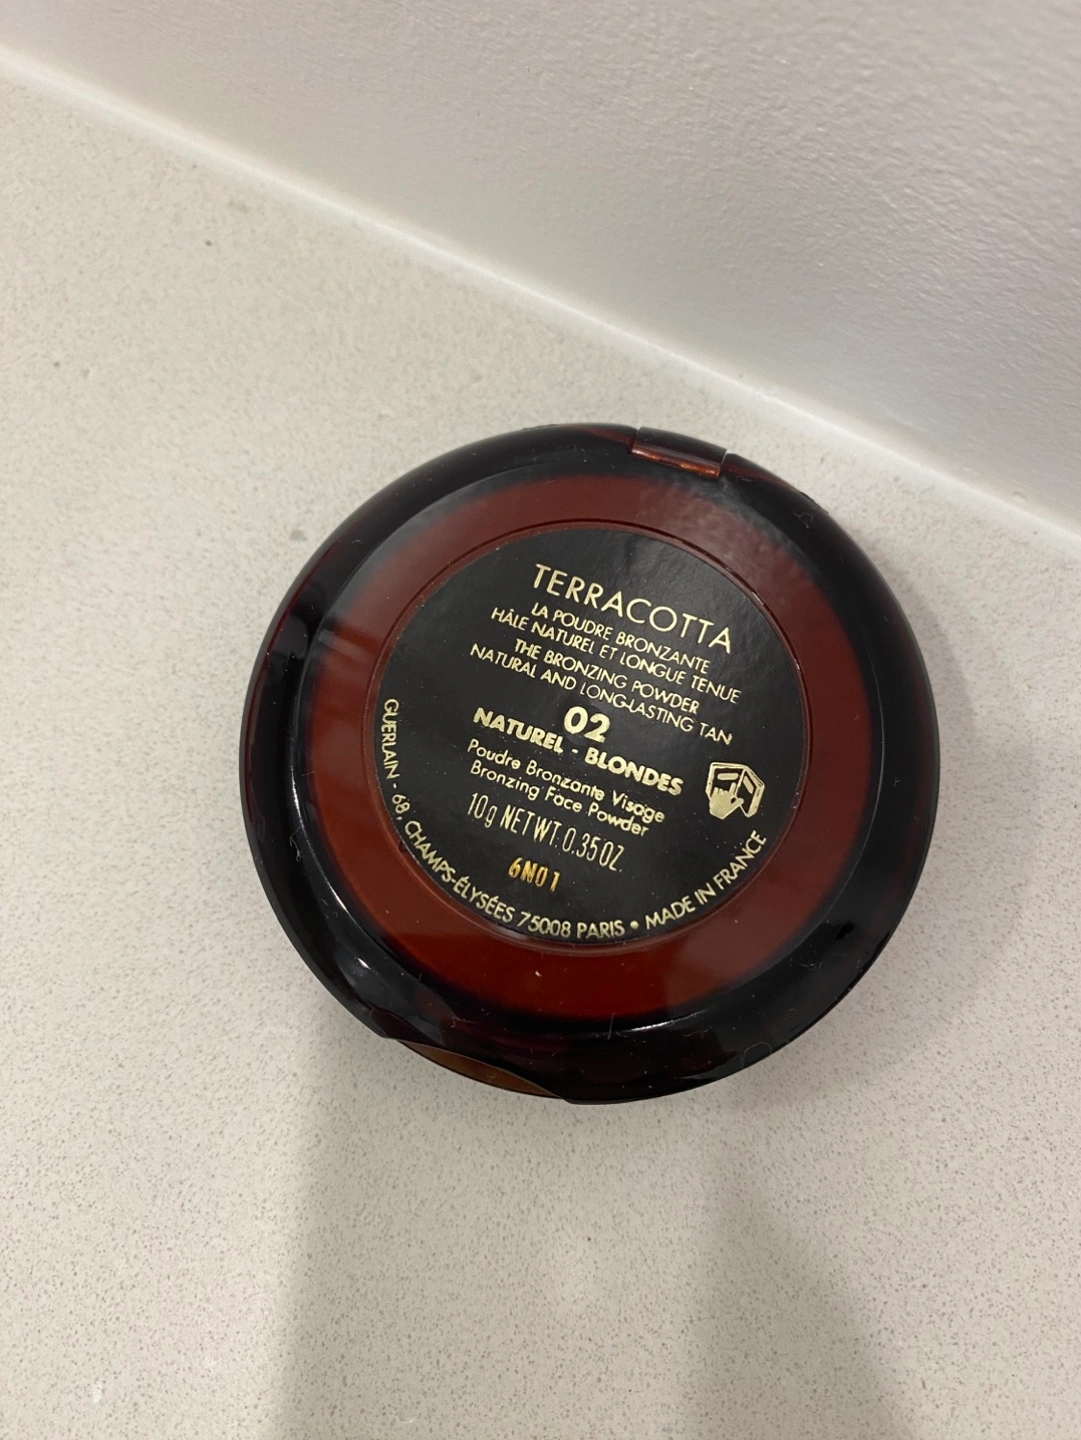 TERRACOTTA
LA POUDRE BRONZANTE
HÂLE NATUREL ET LONGUE TENUE
THE BRONZING POWDER
NATURAL AND LONG-LASTING TAN
02
NATUREL - BLONDES
Poudre Bronzante Visage
Bronzing Face Powder
10g NET WT. 0.35 OZ.
6N01
GUERLAIN - 68, CHAMPS-ÉLYSÉES 75008 PARIS • MADE IN FRANCE